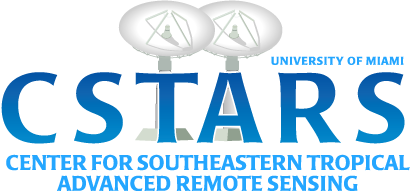 UNIVERSITY OF MIAMI
CSTARS
CENTER FOR SOUTHEASTERN TROPICAL
ADVANCED REMOTE SENSING